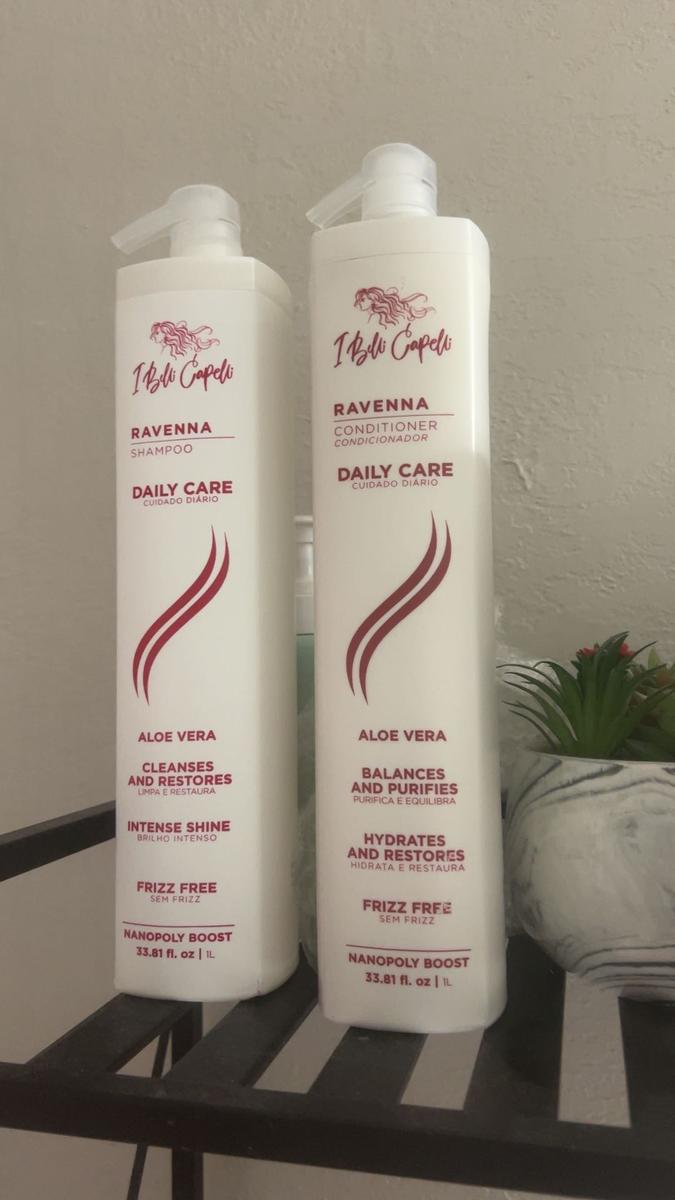 I Belli Capelli
RAVENNA
SHAMPOO
DAILY CARE
CUIDADO DIÁRIO
ALOE VERA
CLEANSES
AND RESTORES
LIMPA E RESTAURA
INTENSE SHINE
BRILHO INTENSO
FRIZZ FREE
SEM FRIZZ
NANOPOLY BOOST
33.81 fl. oz | 1L
I Belli Capelli
RAVENNA
CONDITIONER
CONDICIONADOR
DAILY CARE
CUIDADO DIÁRIO
ALOE VERA
BALANCES
AND PURIFIES
PURIFICA E EQUILIBRA
HYDRATES
AND RESTORES
HIDRATA E RESTAURA
FRIZZ FREE
SEM FRIZZ
NANOPOLY BOOST
33.81 fl. oz | 1L